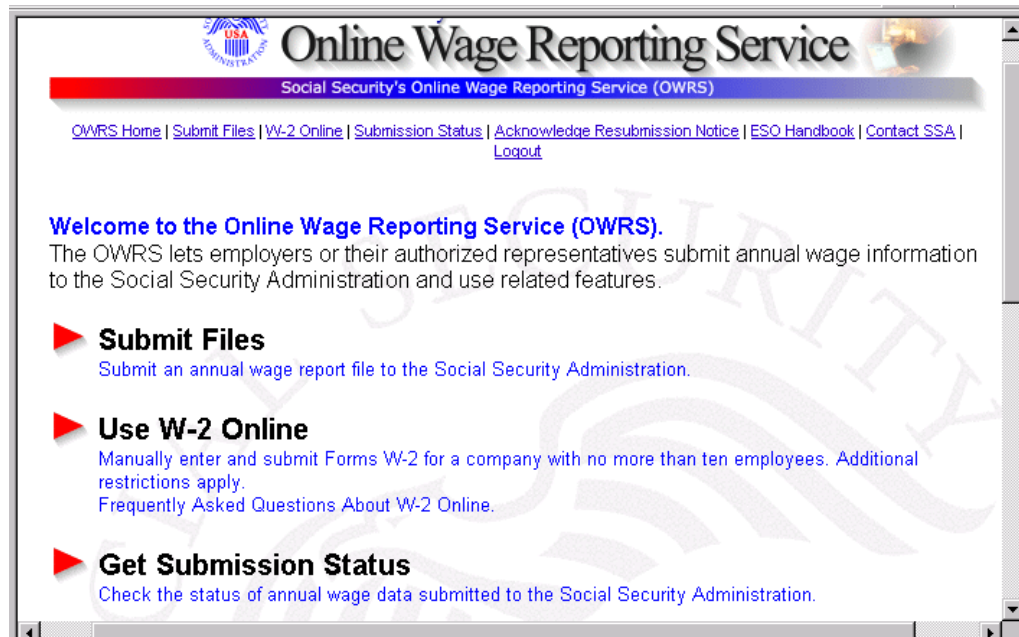 USA
ADMINISTRATION
Online Wage Reporting Service
Social Security's Online Wage Reporting Service (OWRS)
OWRS Home | Submit Files | W-2 Online | Submission Status | Acknowledge Resubmission Notice | ESO Handbook | Contact SSA |
Logout
Welcome to the Online Wage Reporting Service (OWRS).
The OWRS lets employers or their authorized representatives submit annual wage information
to the Social Security Administration and use related features.
Submit Files
Submit an annual wage report file to the Social Security Administration.
Use W-2 Online
Manually enter and submit Forms W-2 for a company with no more than ten employees. Additional
restrictions apply.
Frequently Asked Questions About W-2 Online.
Get Submission Status
Check the status of annual wage data submitted to the Social Security Administration.
CIAL SECURITY